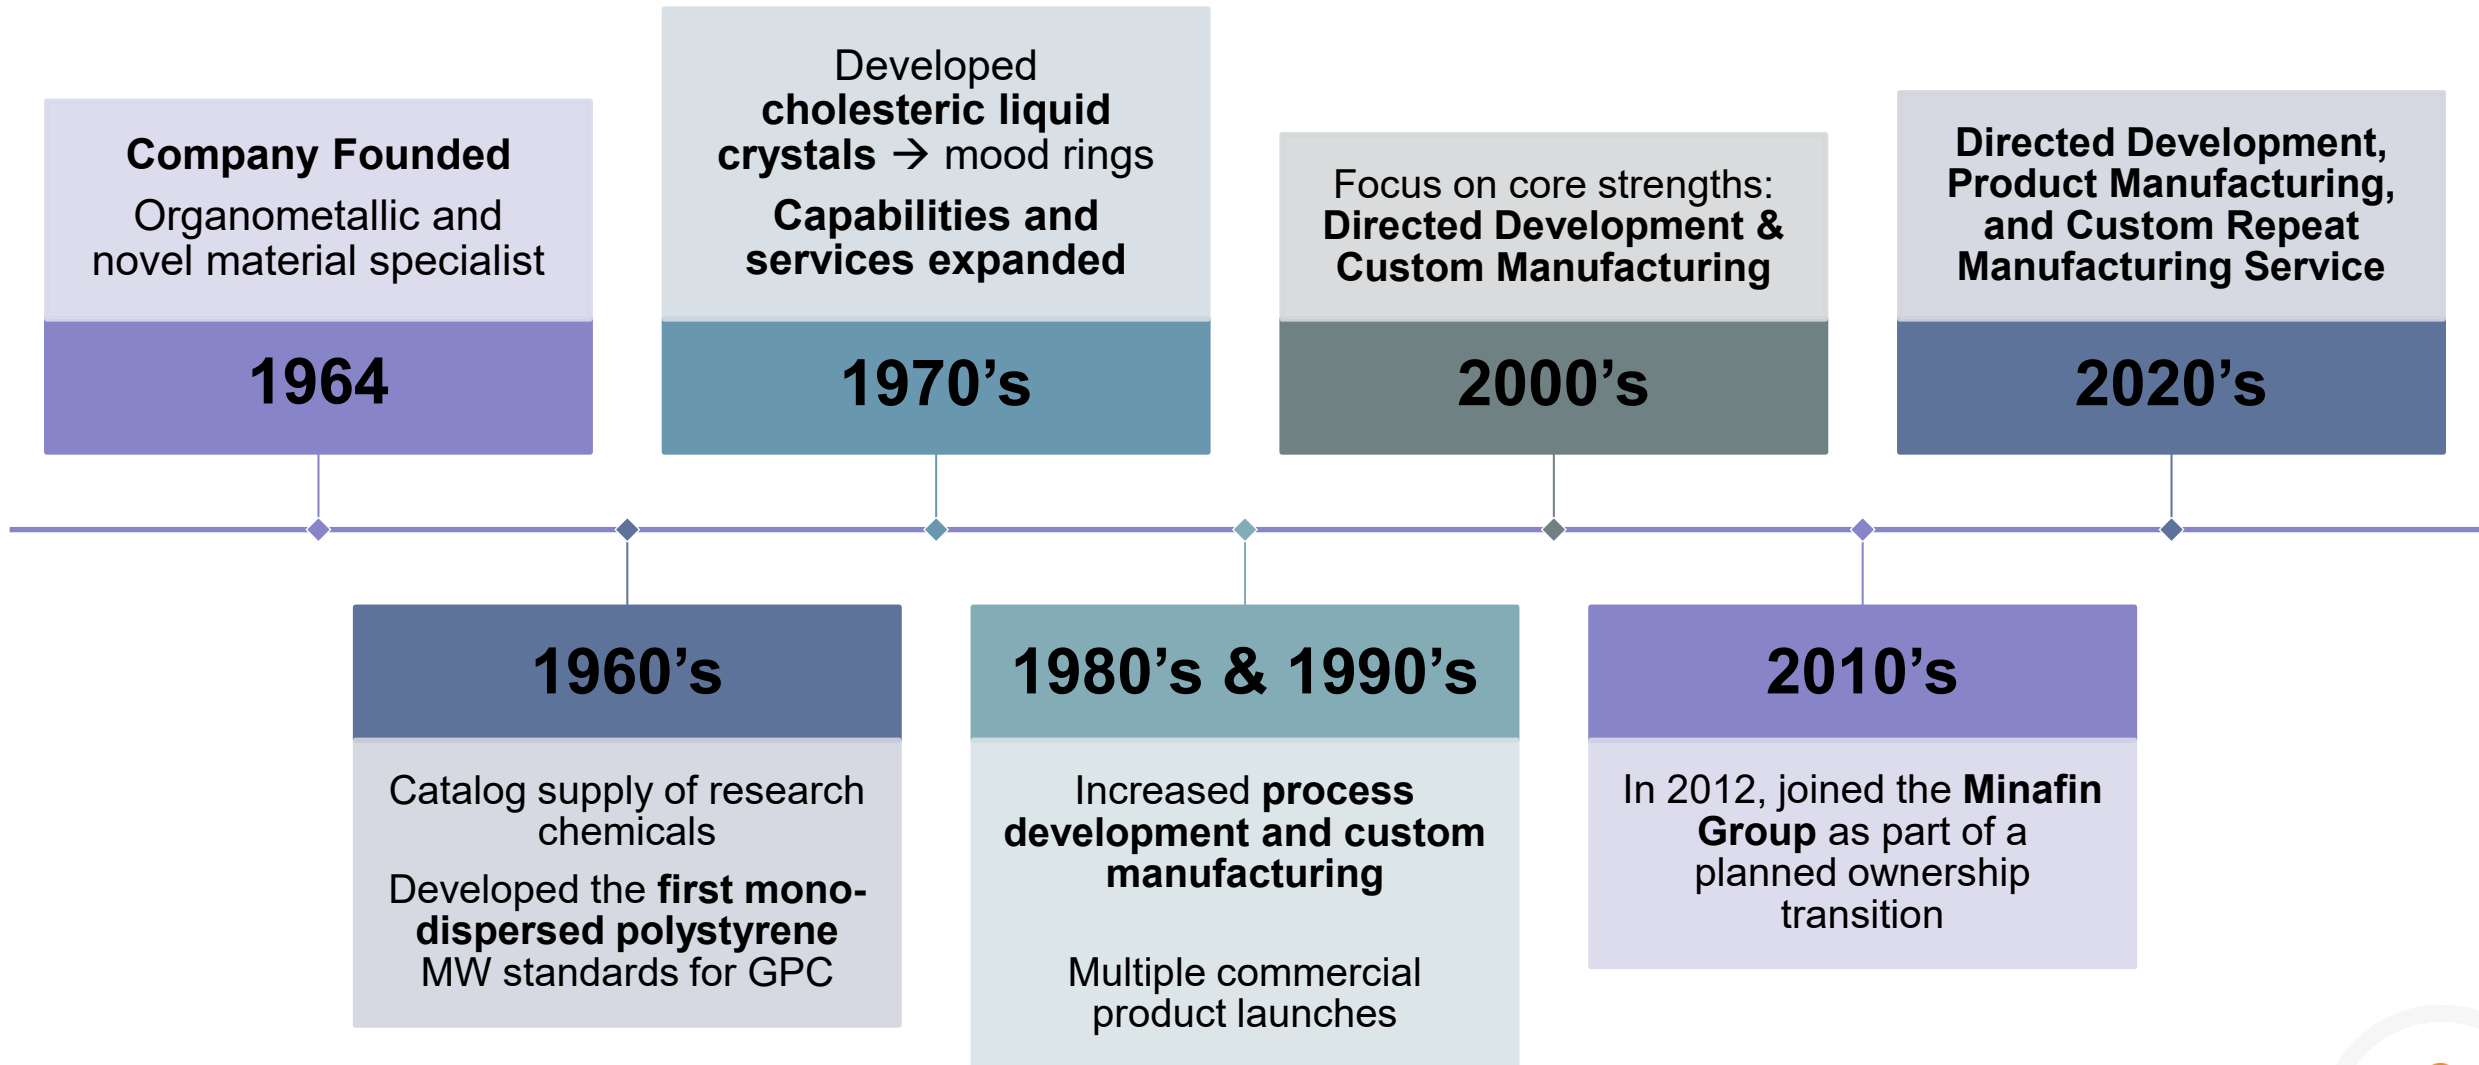 Company Founded
Organometallic and
novel material specialist
1964
1960’s
Catalog supply of research
chemicals
Developed the first mono-
dispersed polystyrene
MW standards for GPC
Developed
cholesteric liquid
crystals → mood rings
Capabilities and
services expanded
1970’s
1980’s & 1990’s
Increased process
development and custom
manufacturing
Multiple commercial
product launches
Focus on core strengths:
Directed Development &
Custom Manufacturing
2000’s
2010’s
In 2012, joined the Minafin
Group as part of a
planned ownership
transition
Directed Development,
Product Manufacturing,
and Custom Repeat
Manufacturing Service
2020’s